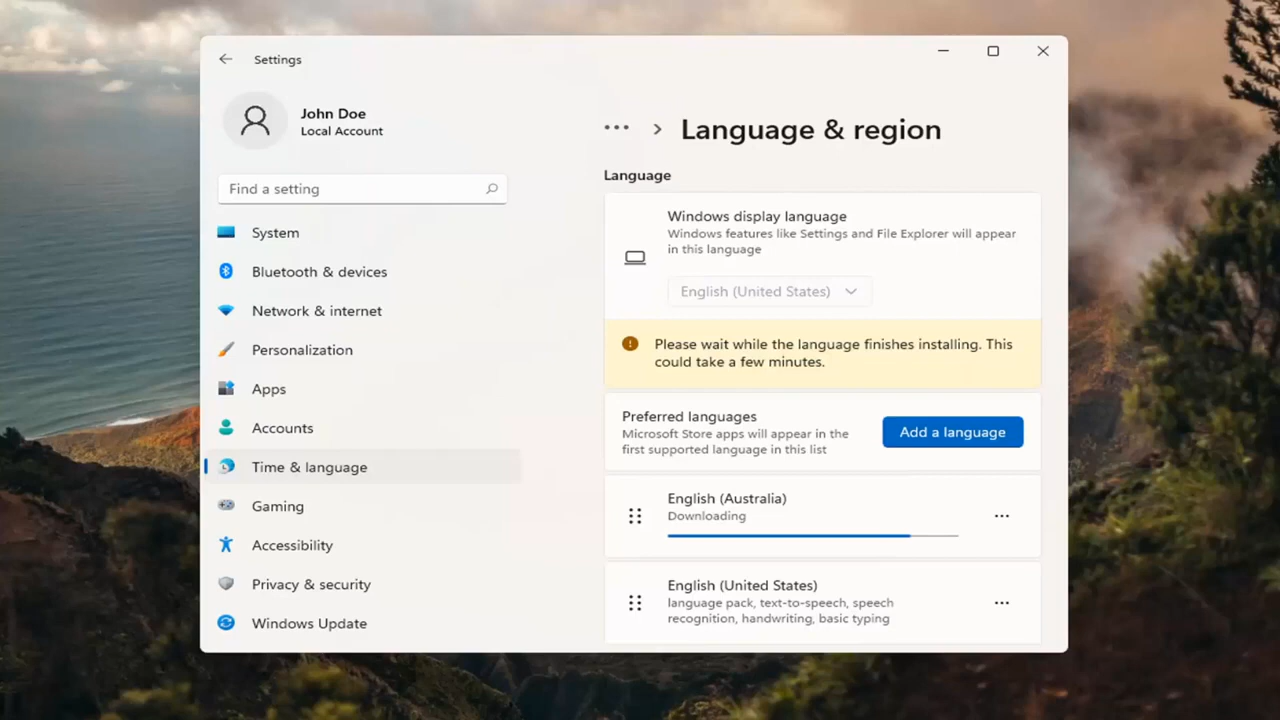 Settings
John Doe
Local Account
Find a setting
System
Bluetooth & devices
Network & internet
Personalization
Apps
Accounts
Time & language
Gaming
Accessibility
Privacy & security
Windows Update
Language & region
Language
Windows display language
Windows features like Settings and File Explorer will appear
in this language
English (United States)
Please wait while the language finishes installing. This
could take a few minutes.
Preferred languages
Microsoft Store apps will appear in the
first supported language in this list
Add a language
English (Australia)
Downloading
English (United States)
language pack, text-to-speech, speech
recognition, handwriting, basic typing